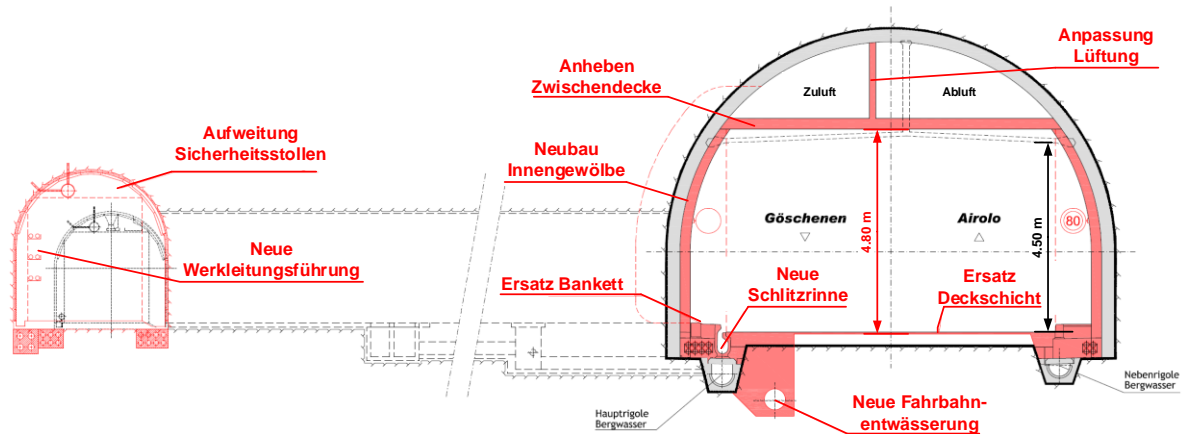 Anpassung
Lüftung
Anheben
Zwischendecke
Zuluft
Abluft
Aufweitung
Sicherheitsstollen
Neubau
Innengewölbe
Göschenen
Airolo
80
4.80 m
4.50 m
Neue
Werkleitungsführung
Ersatz Bankett
Neue
Schlitzrinne
Ersatz
Deckschicht
Nebenrigole
Bergwasser
Hauptrigole
Bergwasser
Neue Fahrbahn-
entwässerung